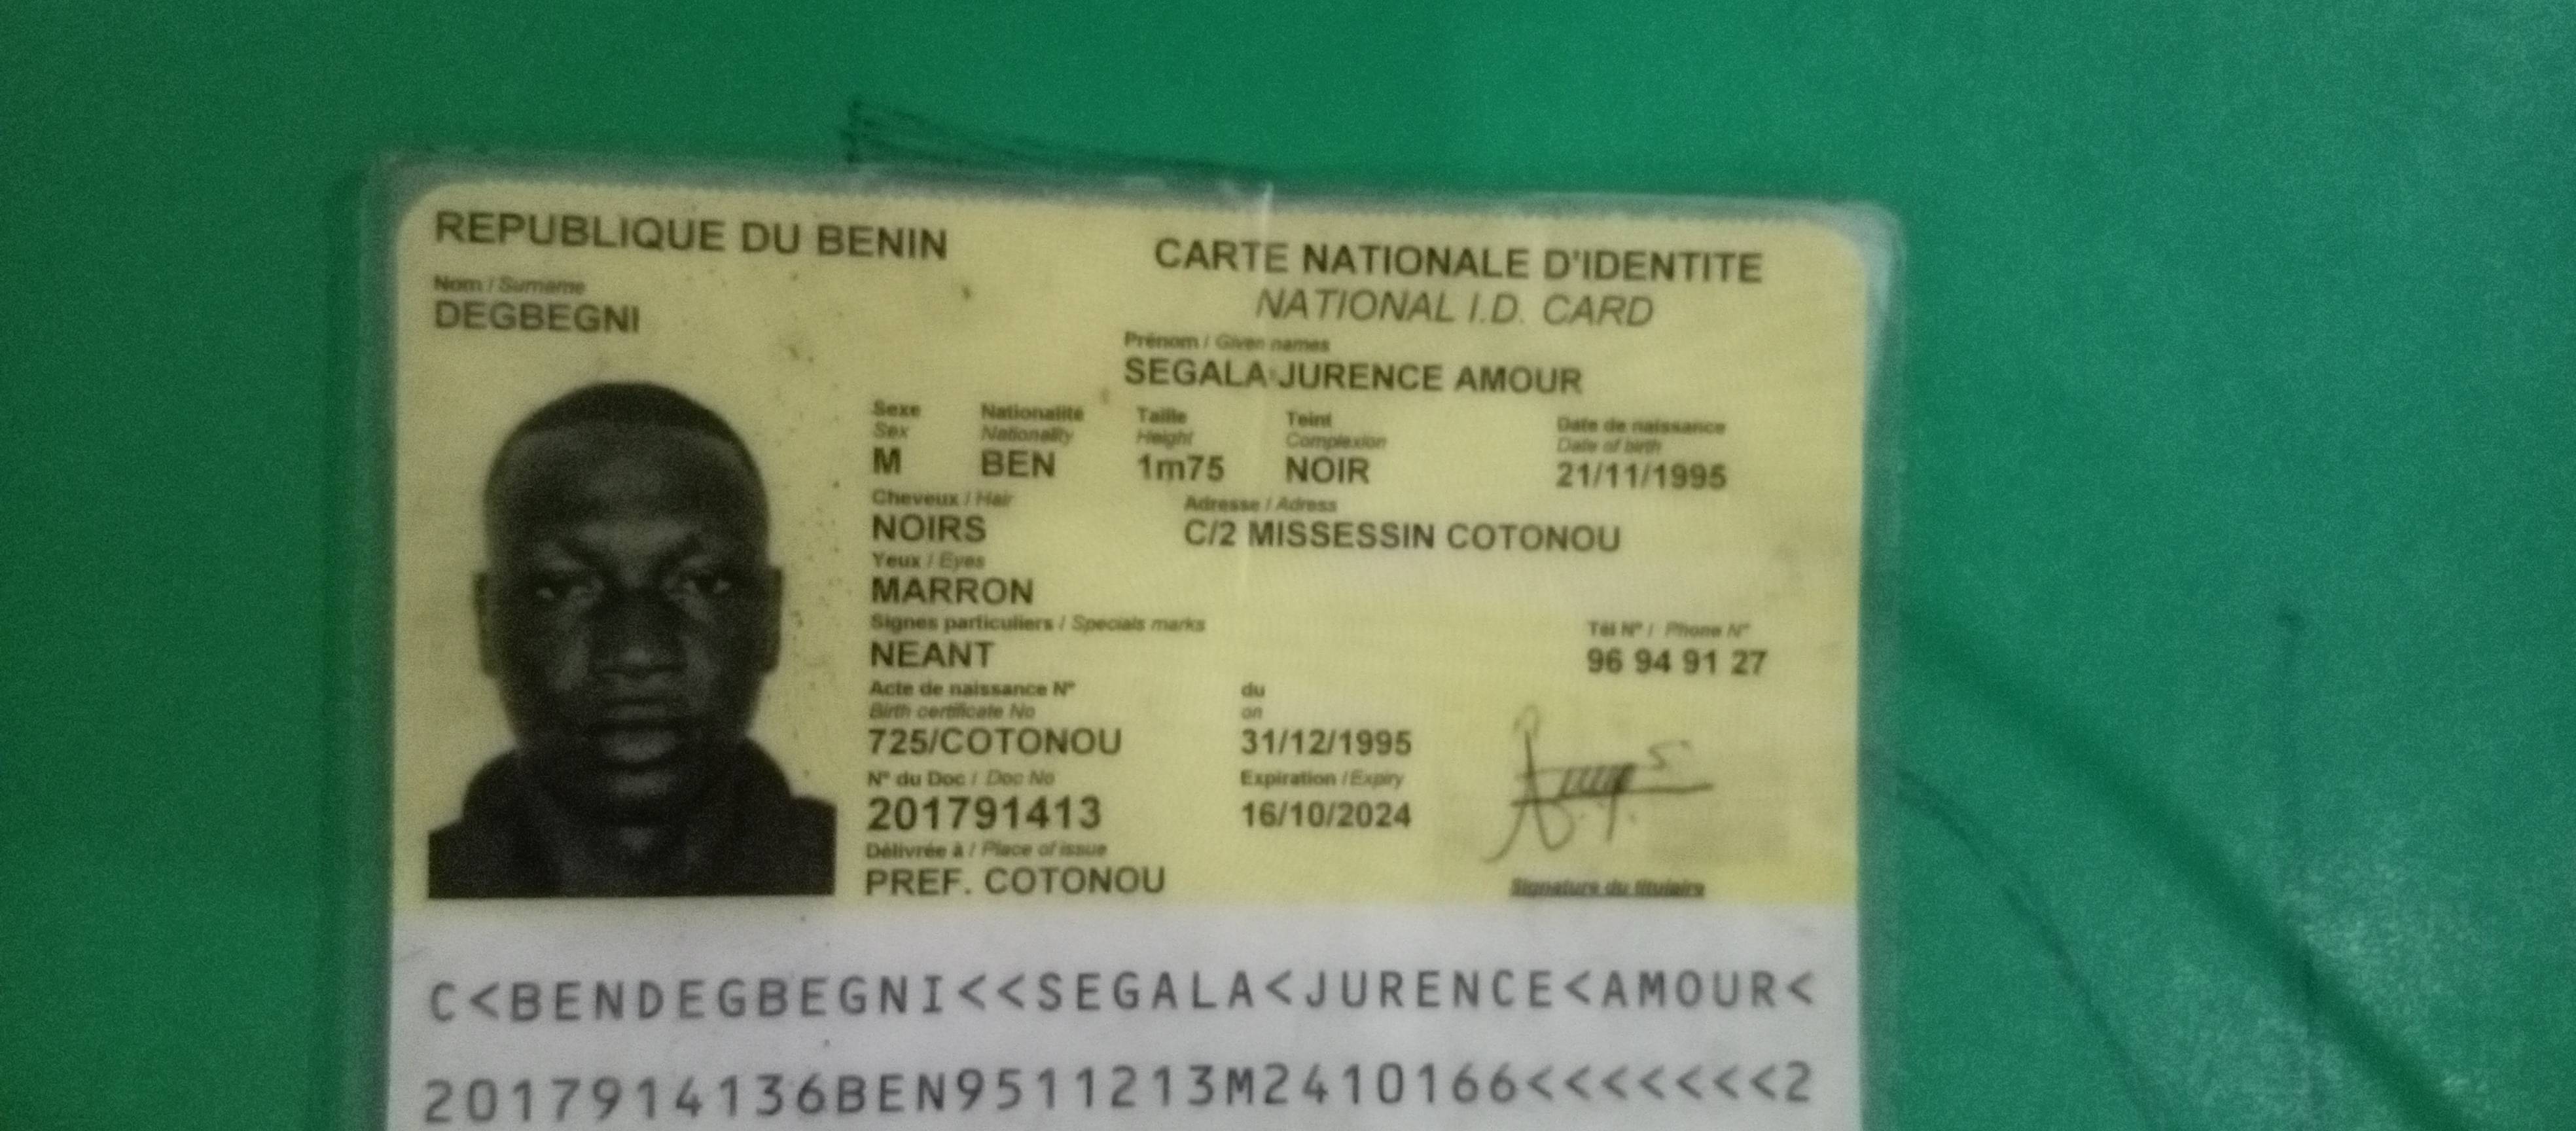 REPUBLIQUE DU BENIN
CARTE NATIONALE D'IDENTITE
NATIONAL I.D. CARD
Nom / Surname
DEGBEGNI
Prénom / Given names
SEGALA JURENCE AMOUR
Sexe Nationalité Taille Teint Date de naissance
Sex Nationality Height Complexion Date of birth
M BEN 1m75 NOIR 21/11/1995
Cheveux / Hair Adresse / Adress
NOIRS C/2 MISSESSIN COTONOU
Yeux / Eyes
MARRON
Signes particuliers / Specials marks Tél N° / Phone N°
NEANT 96 94 91 27
Acte de naissance N° du
Birth certificate No on
725/COTONOU 31/12/1995
N° du Doc / Doc No Expiration / Expiry
201791413 16/10/2024
Délivrée à / Place of issue
PREF. COTONOU
Signature du titulaire
C<BENDEGBEGNI<<SEGALA<JURENCE<AMOUR<
2017914136BEN9511213M2410166<<<<<<<2